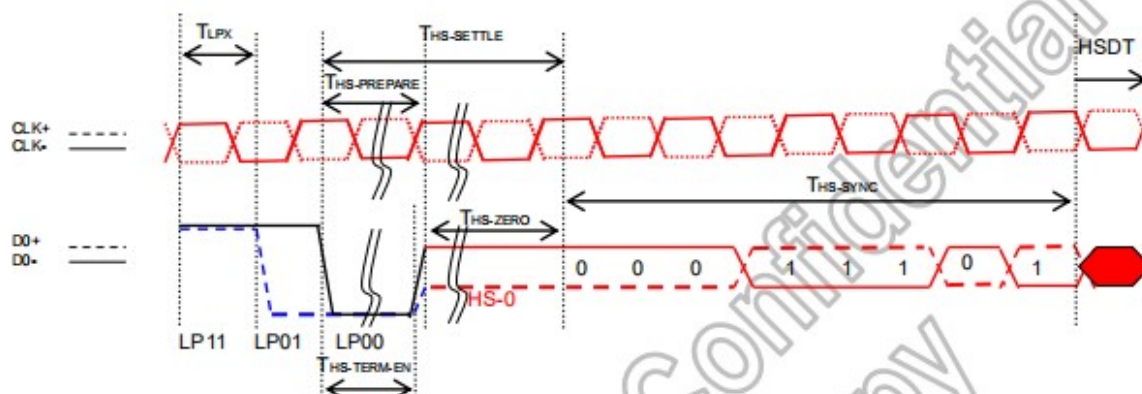 TLPX
THS-SETTLE
HSDT
THS-PREPARE
CLK+
CLK-
THS-SYNC
THS-ZERO
D0+
D0-
0 0 0 1 1 1 0 1
HS-0
LP11 LP01 LP00
THS-TERM-EN
Confidential